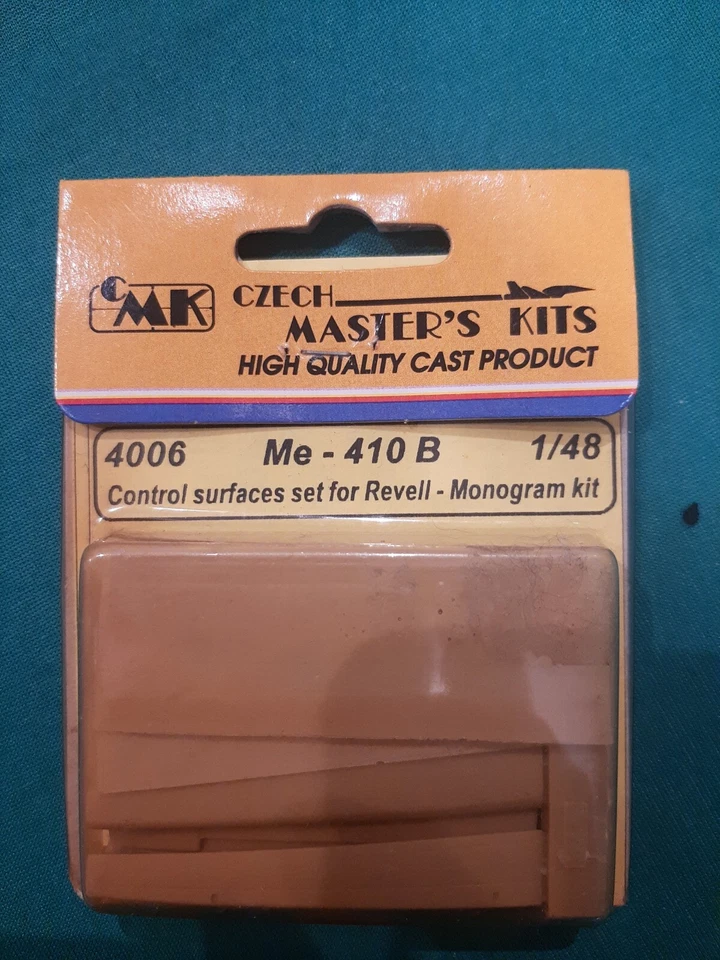 CMK
CZECH
MASTER'S KITS
HIGH QUALITY CAST PRODUCT
4006 Me - 410 B 1/48
Control surfaces set for Revell - Monogram kit